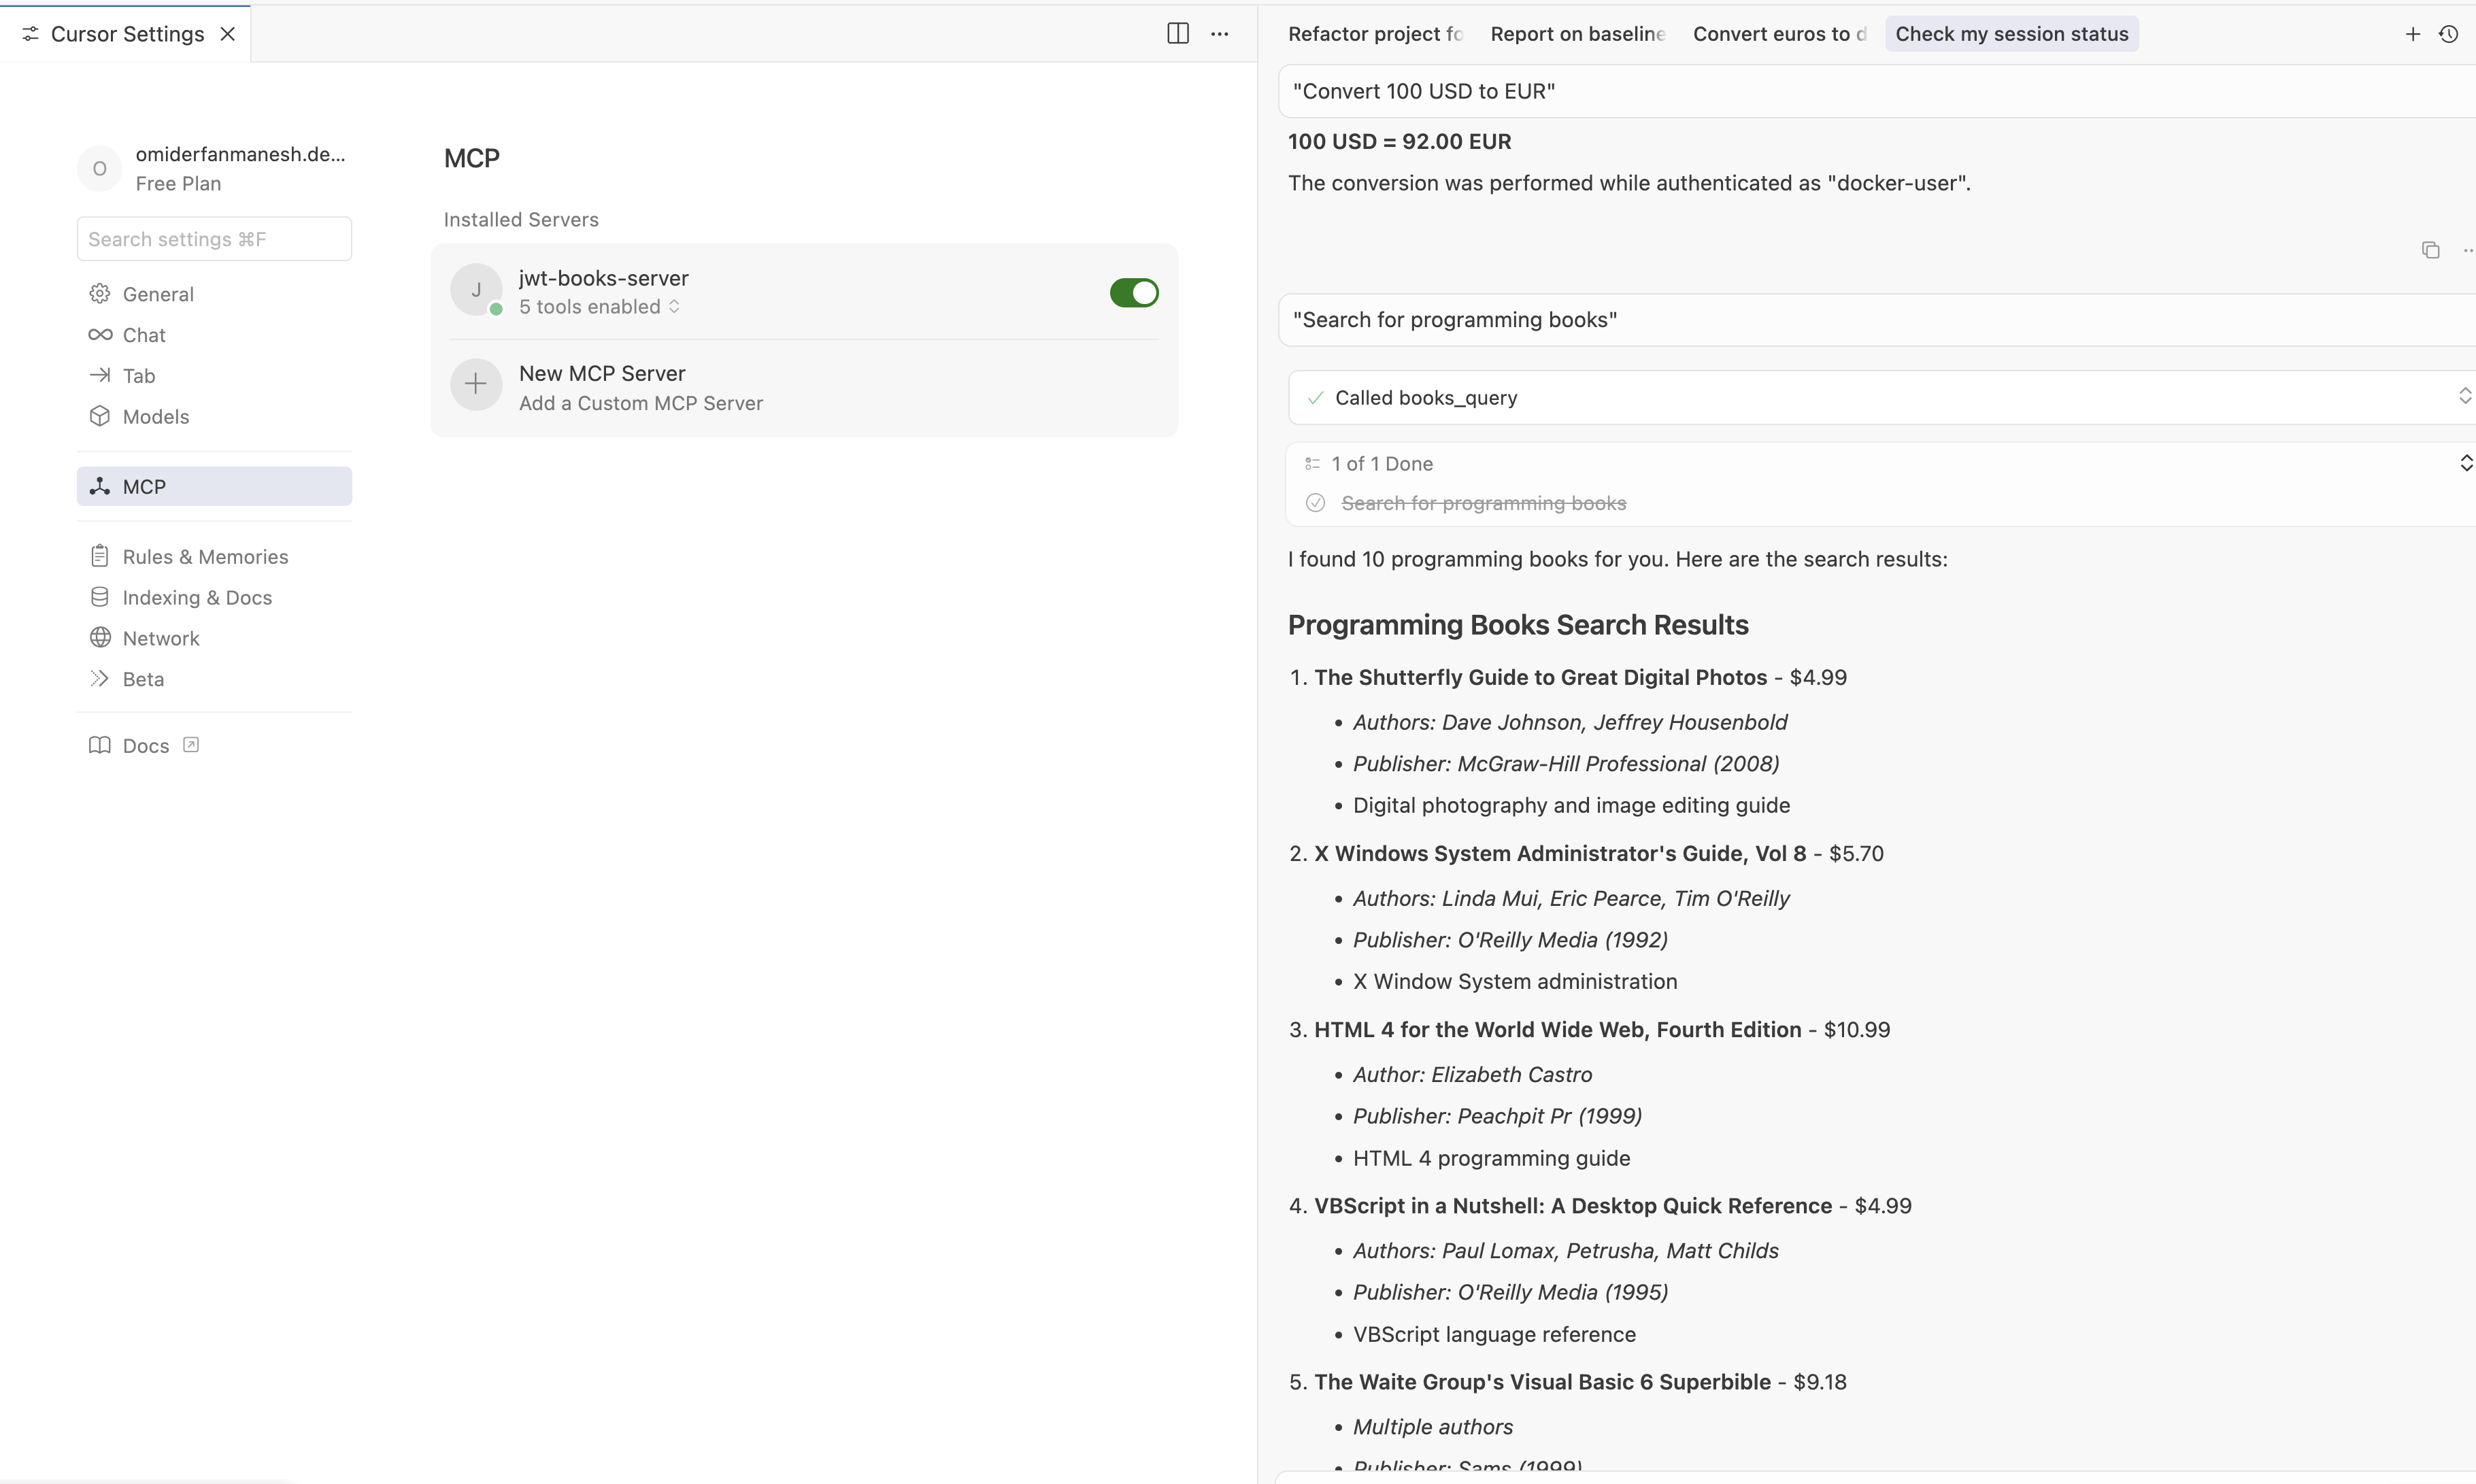 Cursor Settings
O
omiderfanmanesh.de...
Free Plan
Search settings ⌘F
General
Chat
Tab
Models
MCP
Rules & Memories
Indexing & Docs
Network
Beta
Docs
MCP
Installed Servers
J
jwt-books-server
5 tools enabled
New MCP Server
Add a Custom MCP Server
Refactor project fo
Report on baseline
Convert euros to d
Check my session status
"Convert 100 USD to EUR"
100 USD = 92.00 EUR
The conversion was performed while authenticated as "docker-user".
"Search for programming books"
Called books_query
1 of 1 Done
Search for programming books
I found 10 programming books for you. Here are the search results:
Programming Books Search Results
1. The Shutterfly Guide to Great Digital Photos - $4.99
• Authors: Dave Johnson, Jeffrey Housenbold
• Publisher: McGraw-Hill Professional (2008)
• Digital photography and image editing guide
2. X Windows System Administrator's Guide, Vol 8 - $5.70
• Authors: Linda Mui, Eric Pearce, Tim O'Reilly
• Publisher: O'Reilly Media (1992)
• X Window System administration
3. HTML 4 for the World Wide Web, Fourth Edition - $10.99
• Author: Elizabeth Castro
• Publisher: Peachpit Pr (1999)
• HTML 4 programming guide
4. VBScript in a Nutshell: A Desktop Quick Reference - $4.99
• Authors: Paul Lomax, Petrusha, Matt Childs
• Publisher: O'Reilly Media (1995)
• VBScript language reference
5. The Waite Group's Visual Basic 6 Superbible - $9.18
• Multiple authors
• Publisher: Sams (1999)